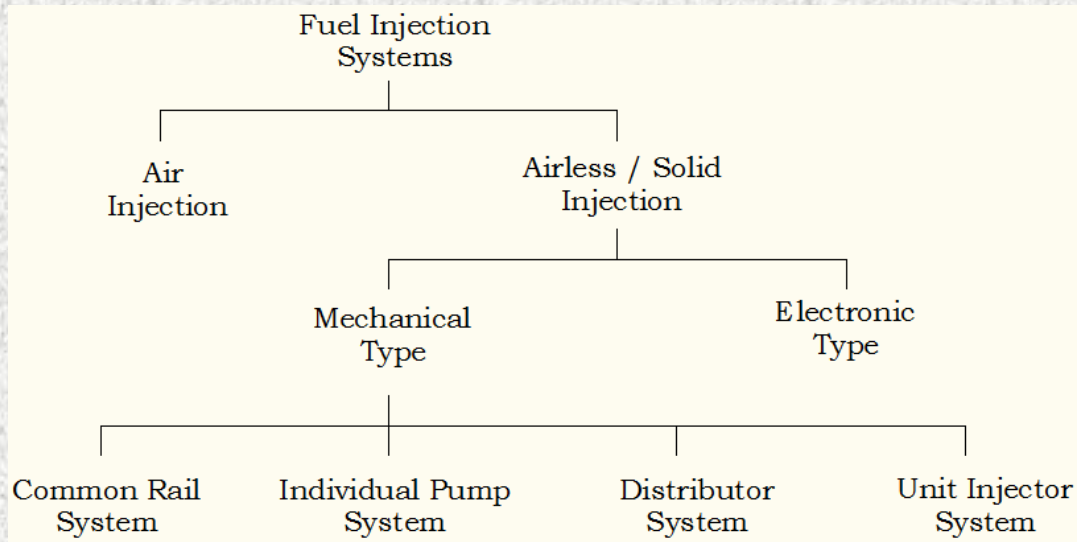 Fuel Injection
Systems
Air
Injection
Airless / Solid
Injection
Mechanical
Type
Electronic
Type
Common Rail
System
Individual Pump
System
Distributor
System
Unit Injector
System